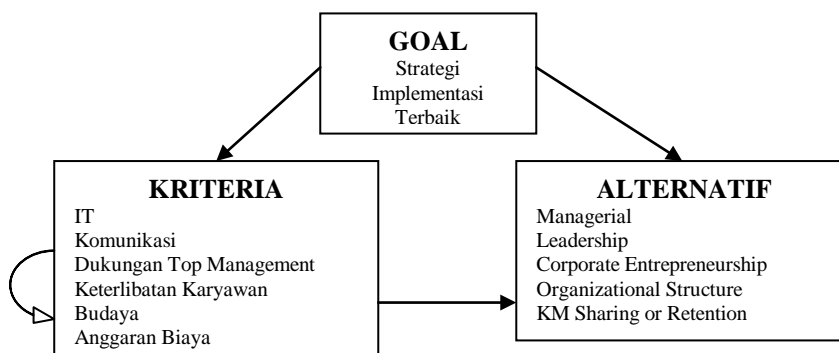 GOAL
Strategi
Implementasi
Terbaik
KRITERIA
IT
Komunikasi
Dukungan Top Management
Keterlibatan Karyawan
Budaya
Anggaran Biaya
ALTERNATIF
Managerial
Leadership
Corporate Entrepreneurship
Organizational Structure
KM Sharing or Retention